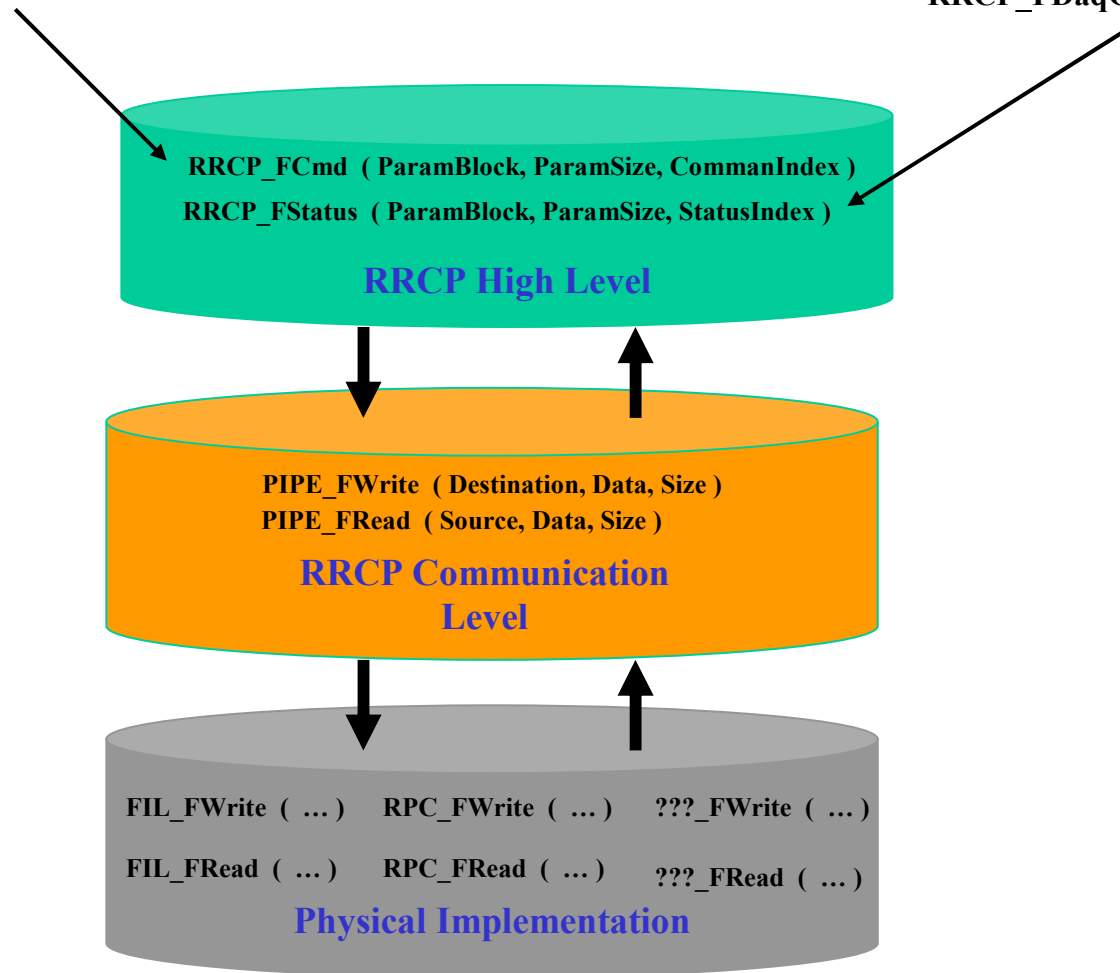 RRCP_FCmd ( ParamBlock, ParamSize, CommanIndex )
RRCP_FStatus ( ParamBlock, ParamSize, StatusIndex )
RRCP High Level
PIPE_FWrite ( Destination, Data, Size )
PIPE_FRead ( Source, Data, Size )
RRCP Communication
Level
FIL_FWrite ( … ) RPC_FWrite ( … ) ???_FWrite ( … )
FIL_FRead ( … ) RPC_FRead ( … ) ???_FRead ( … )
Physical Implementation